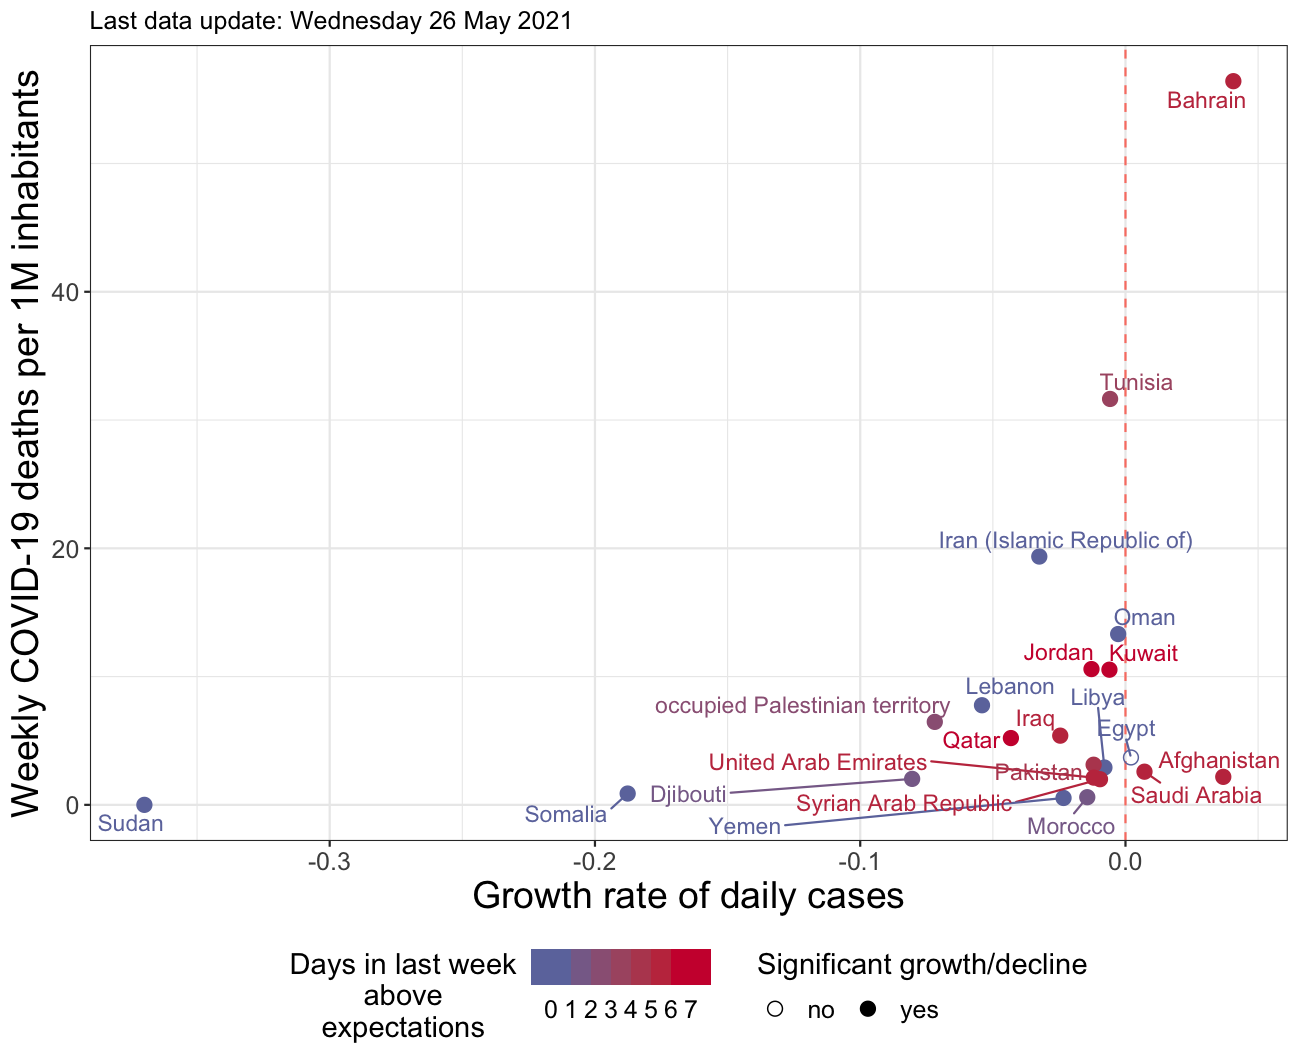 Last data update: Wednesday 26 May 2021
Weekly COVID-19 deaths per 1M inhabitants
40
20
0
Bahrain
Tunisia
Iran (Islamic Republic of)
Oman
Jordan
Kuwait
Lebanon
Libya
occupied Palestinian territory
Iraq
Egypt
Qatar
United Arab Emirates
Pakistan
Afghanistan
Djibouti
Saudi Arabia
Syrian Arab Republic
Somalia
Sudan
Yemen
Morocco
-0.3
-0.2
-0.1
0.0
Growth rate of daily cases
Days in last week
above
expectations
0 1 2 3 4 5 6 7
Significant growth/decline
no
yes